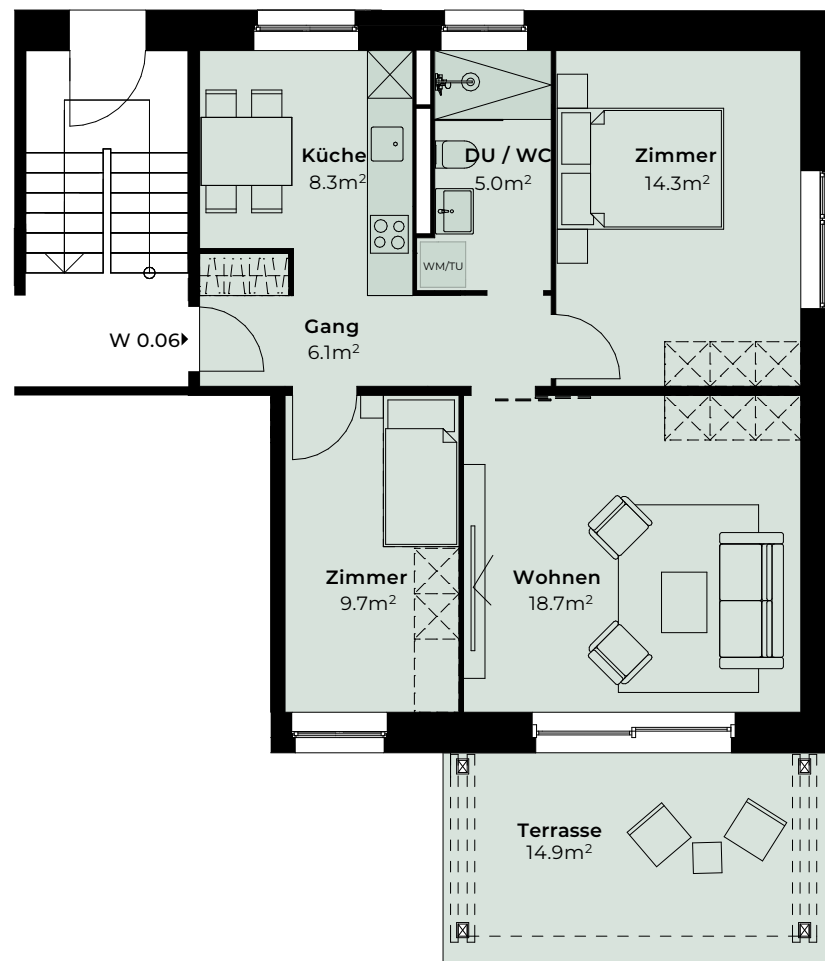 Küche
8.3m²
DU / WC
5.0m²
Zimmer
14.3m²
WM/TU
Gang
6.1m²
W 0.06
Zimmer
9.7m²
Wohnen
18.7m²
Terrasse
14.9m²